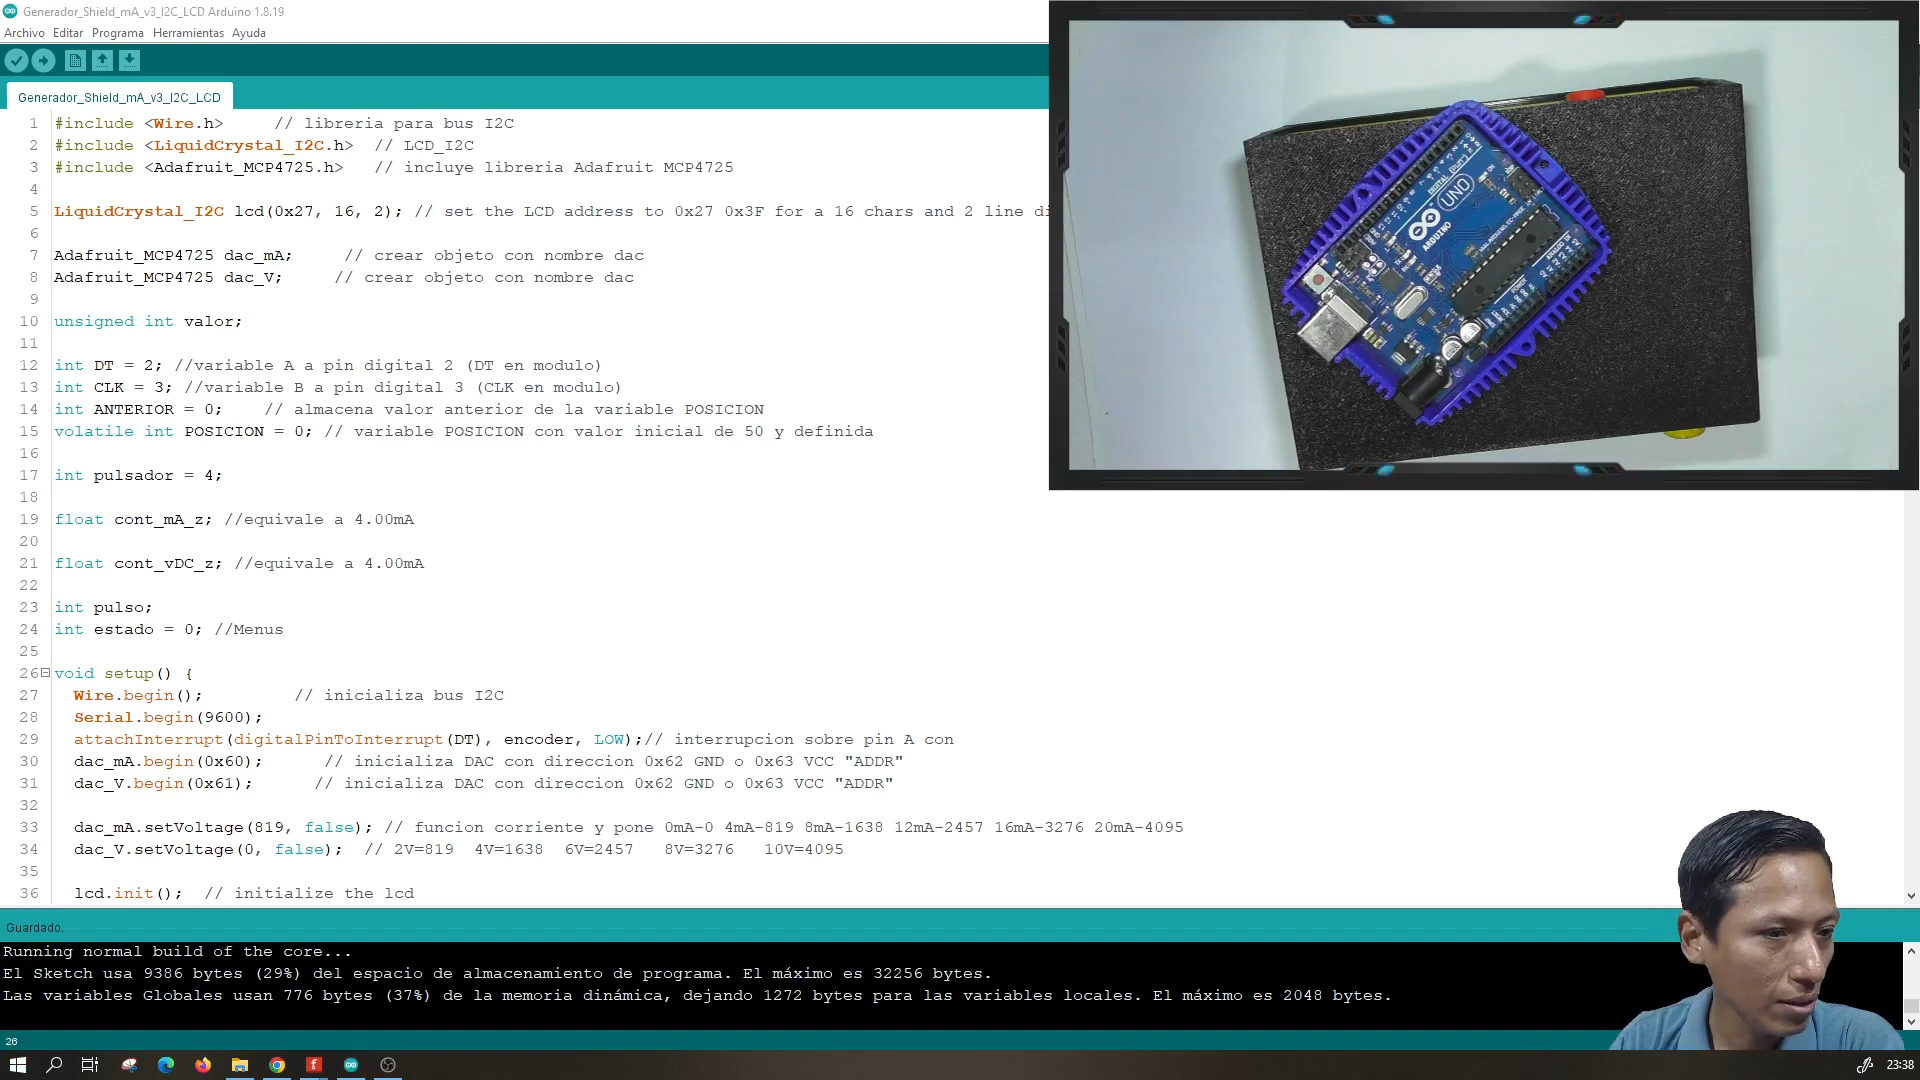 Generador_Shield_mA_v3_I2C_LCD Arduino 1.8.19
Archivo Editar Programa Herramientas Ayuda
Generador_Shield_mA_v3_I2C_LCD
1 #include <Wire.h> // libreria para bus I2C
2 #include <LiquidCrystal_I2C.h> // LCD_I2C
3 #include <Adafruit_MCP4725.h> // incluye libreria Adafruit MCP4725
4
5 LiquidCrystal_I2C lcd(0x27, 16, 2); // set the LCD address to 0x27 0x3F for a 16 chars and 2 line di
6
7 Adafruit_MCP4725 dac_mA; // crear objeto con nombre dac
8 Adafruit_MCP4725 dac_V; // crear objeto con nombre dac
9
10 unsigned int valor;
11
12 int DT = 2; //variable A a pin digital 2 (DT en modulo)
13 int CLK = 3; //variable B a pin digital 3 (CLK en modulo)
14 int ANTERIOR = 0; // almacena valor anterior de la variable POSICION
15 volatile int POSICION = 0; // variable POSICION con valor inicial de 50 y definida
16
17 int pulsador = 4;
18
19 float cont_mA_z; //equivale a 4.00mA
20
21 float cont_vDC_z; //equivale a 4.00mA
22
23 int pulso;
24 int estado = 0; //Menus
25
26 void setup() {
27 Wire.begin(); // inicializa bus I2C
28 Serial.begin(9600);
29 attachInterrupt(digitalPinToInterrupt(DT), encoder, LOW);// interrupcion sobre pin A con
30 dac_mA.begin(0x60); // inicializa DAC con direccion 0x62 GND o 0x63 VCC "ADDR"
31 dac_V.begin(0x61); // inicializa DAC con direccion 0x62 GND o 0x63 VCC "ADDR"
32
33 dac_mA.setVoltage(819, false); // funcion corriente y pone 0mA-0 4mA-819 8mA-1638 12mA-2457 16mA-3276 20mA-4095
34 dac_V.setVoltage(0, false); // 2V=819 4V=1638 6V=2457 8V=3276 10V=4095
35
36 lcd.init(); // initialize the lcd
UNO
ARDUINO
DIGITAL (PWM~)
ANALOG IN
POWER
Guardado.
Running normal build of the core...
El Sketch usa 9386 bytes (29%) del espacio de almacenamiento de programa. El máximo es 32256 bytes.
Las variables Globales usan 776 bytes (37%) de la memoria dinámica, dejando 1272 bytes para las variables locales. El máximo es 2048 bytes.
26
23:38